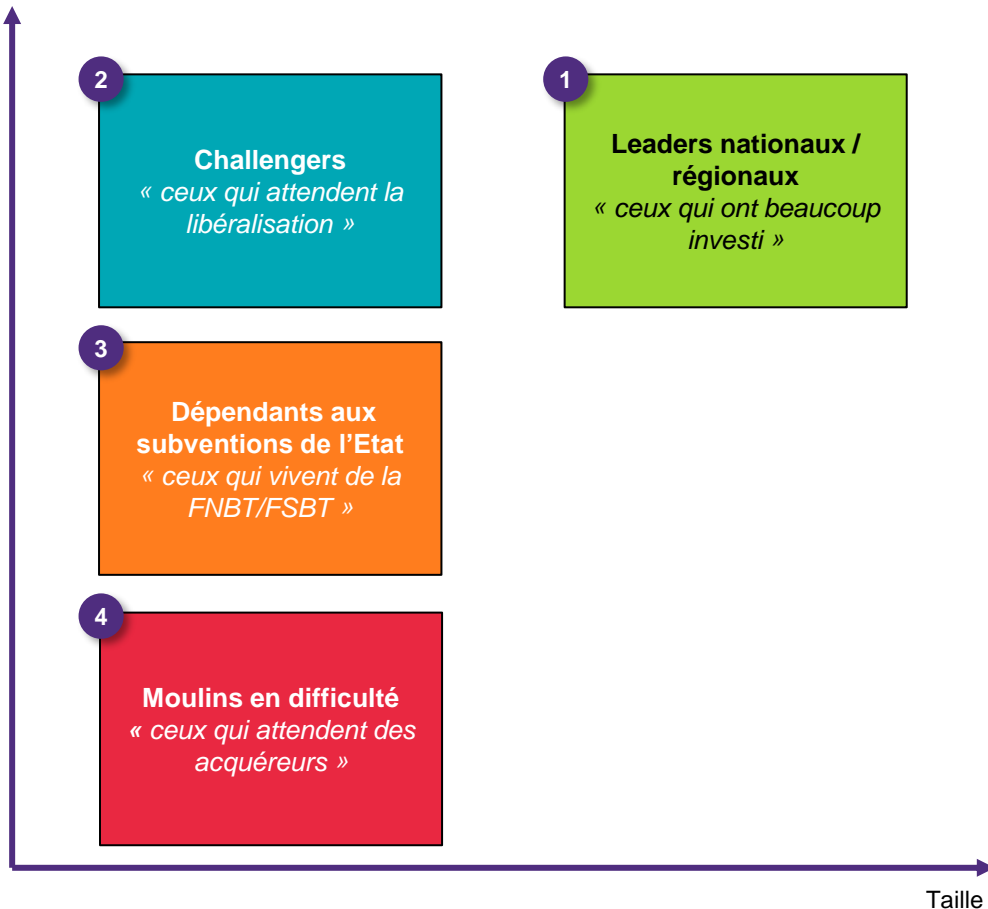 2
Challengers
« ceux qui attendent la
libéralisation »
1
Leaders nationaux /
régionaux
« ceux qui ont beaucoup
investi »
3
Dépendants aux
subventions de l’Etat
« ceux qui vivent de la
FNBT/FSBT »
4
Moulins en difficulté
« ceux qui attendent des
acquéreurs »
Taille